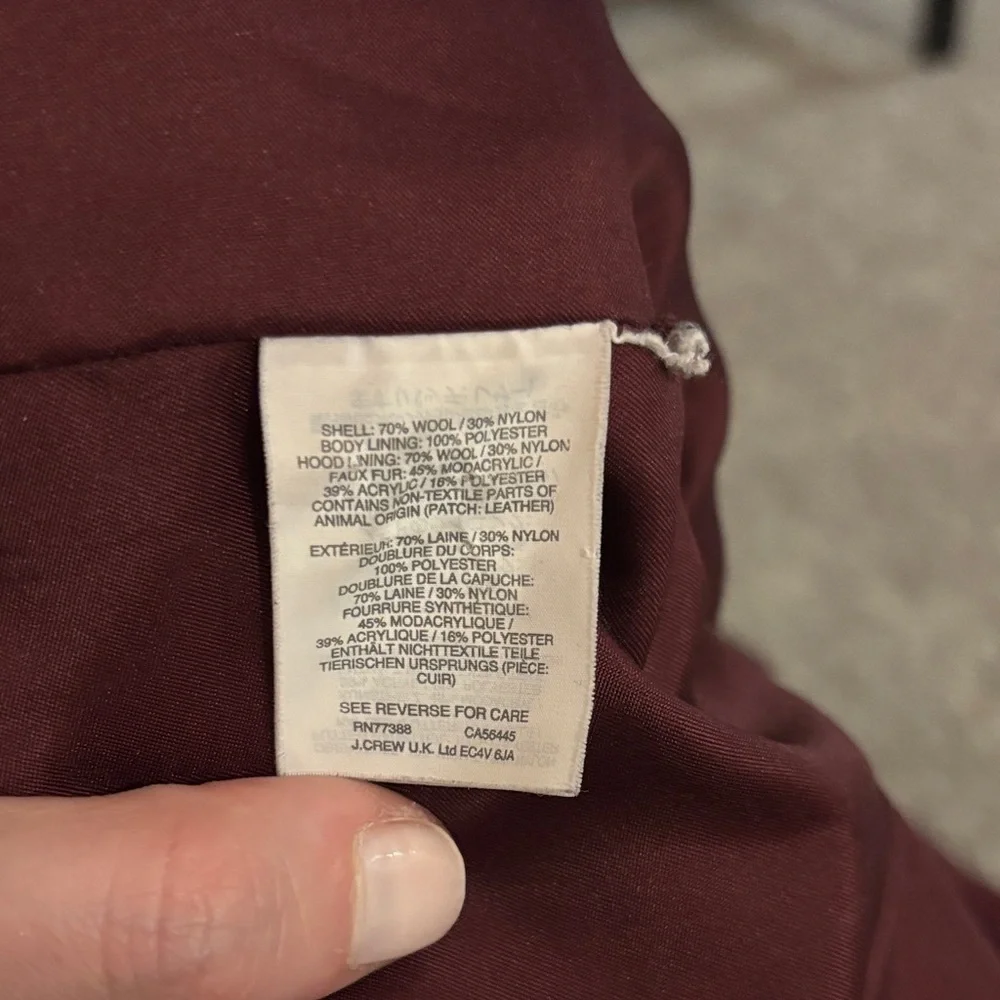 SHELL: 70% WOOL / 30% NYLON
BODY LINING: 100% POLYESTER
HOOD LINING: 70% WOOL / 30% NYLON
FAUX FUR: 45% MODACRYLIC /
39% ACRYLIC / 16% POLYESTER
CONTAINS NON-TEXTILE PARTS OF
ANIMAL ORIGIN (PATCH: LEATHER)
EXTÉRIEUR: 70% LAINE / 30% NYLON
DOUBLURE DU CORPS:
100% POLYESTER
DOUBLURE DE LA CAPUCHE:
70% LAINE / 30% NYLON
FOURRURE SYNTHÉTIQUE:
45% MODACRYLIQUE /
39% ACRYLIQUE / 16% POLYESTER
ENTHÄLT NICHTTEXTILE TEILE
TIERISCHEN URSPRUNGS (PIÈCE:
CUIR)
SEE REVERSE FOR CARE
RN77388 CA56445
J.CREW U.K. Ltd EC4V 6JA